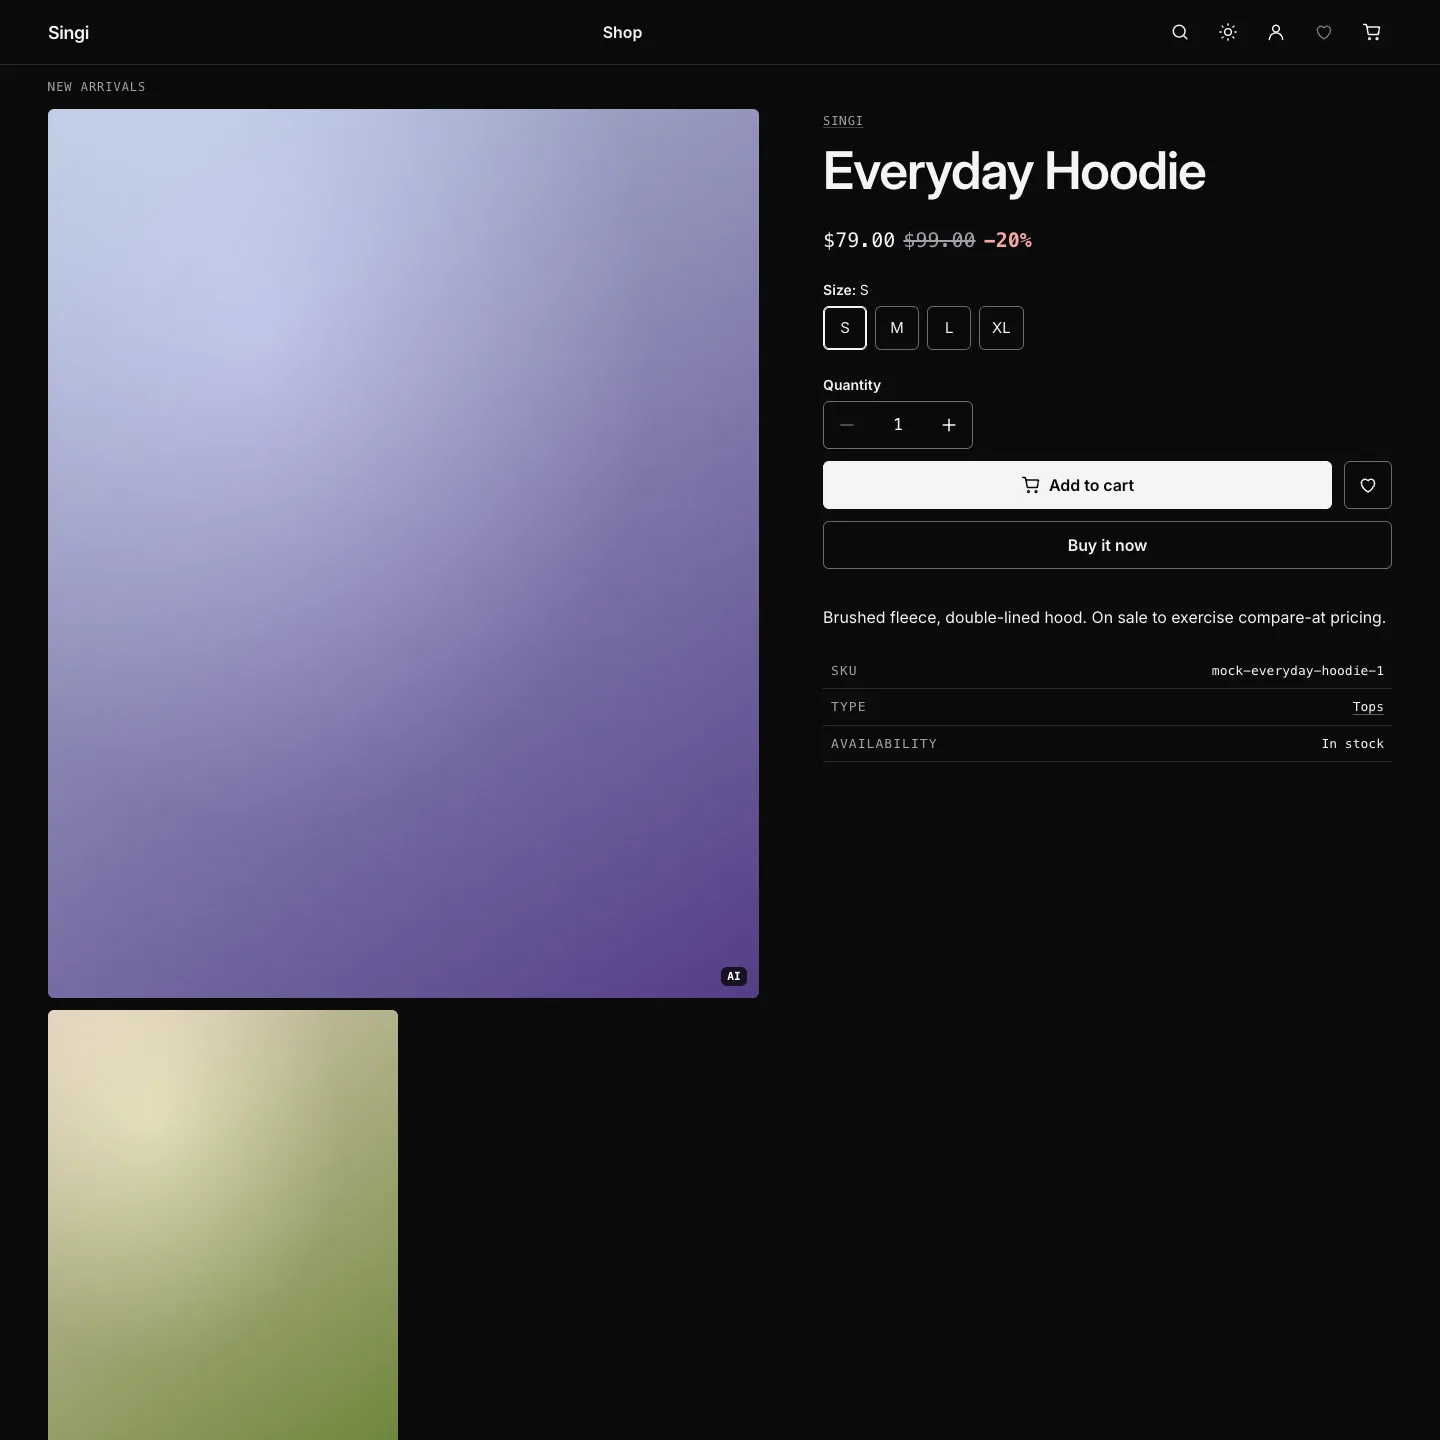 Singi
Shop
NEW ARRIVALS
AI
SINGI
Everyday Hoodie
$79.00 $99.00 −20%
Size: S
S M L XL
Quantity
− 1 +
Add to cart
Buy it now
Brushed fleece, double-lined hood. On sale to exercise compare-at pricing.
SKU mock-everyday-hoodie-1
TYPE Tops
AVAILABILITY In stock